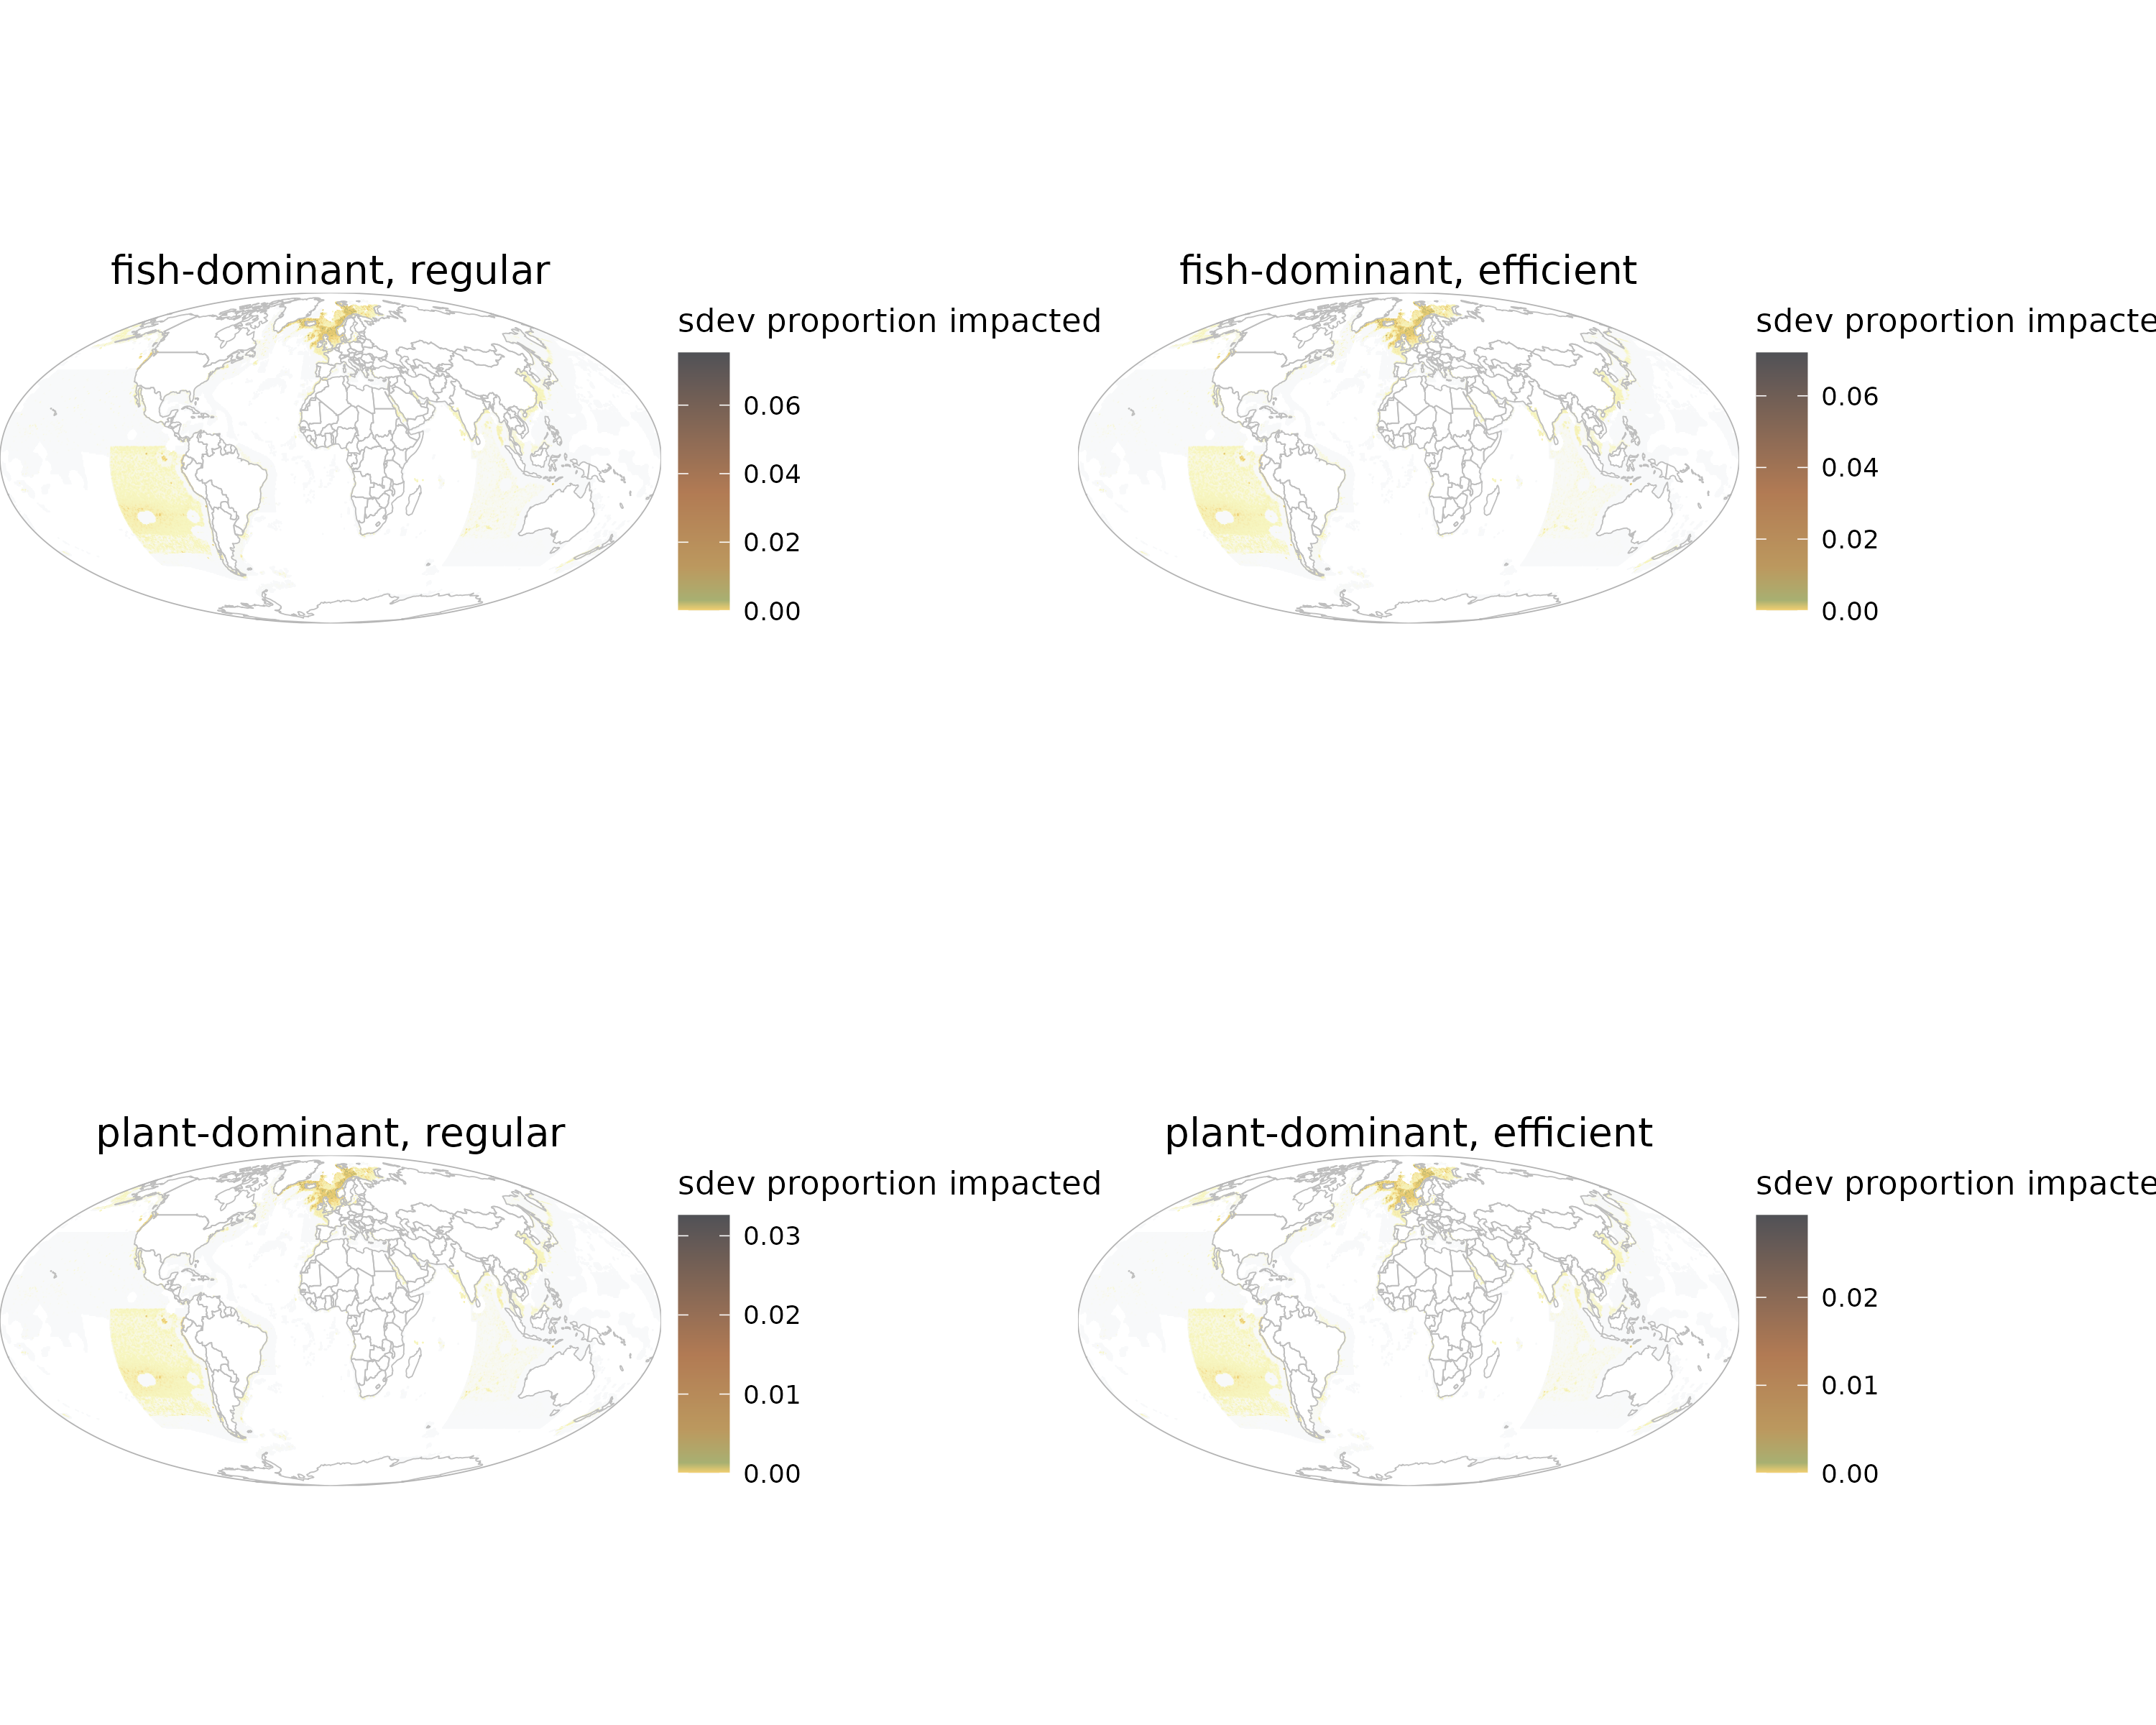 fish-dominant, regular
sdev proportion impacted
0.06
0.04
0.02
0.00
fish-dominant, efficient
sdev proportion impacte
0.06
0.04
0.02
0.00
plant-dominant, regular
sdev proportion impacted
0.03
0.02
0.01
0.00
plant-dominant, efficient
sdev proportion impacte
0.02
0.01
0.00